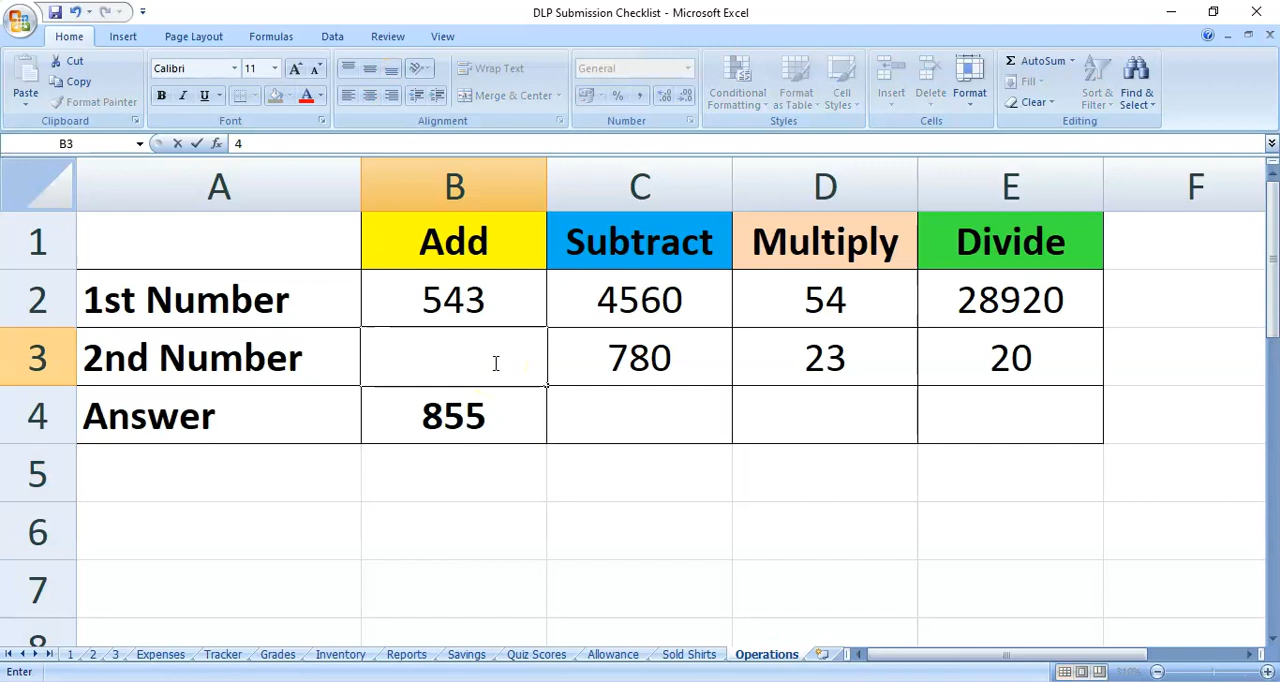 DLP Submission Checklist - Microsoft Excel
Home Insert Page Layout Formulas Data Review View
Cut
Copy
Format Painter
Paste
Clipboard
Calibri 11
B I U
Font
Wrap Text
Merge & Center
Alignment
General
% ,
Number
Conditional Formatting
Format as Table
Cell Styles
Styles
Insert
Delete
Format
Cells
AutoSum
Fill
Clear
Sort & Filter
Find & Select
Editing
B3 fx 4
A B C D E F
1 Add Subtract Multiply Divide
2 1st Number 543 4560 54 28920
3 2nd Number 780 23 20
4 Answer 855
5
6
7
8
1 2 3 Expenses Tracker Grades Inventory Reports Savings Quiz Scores Allowance Sold Shirts Operations
Enter